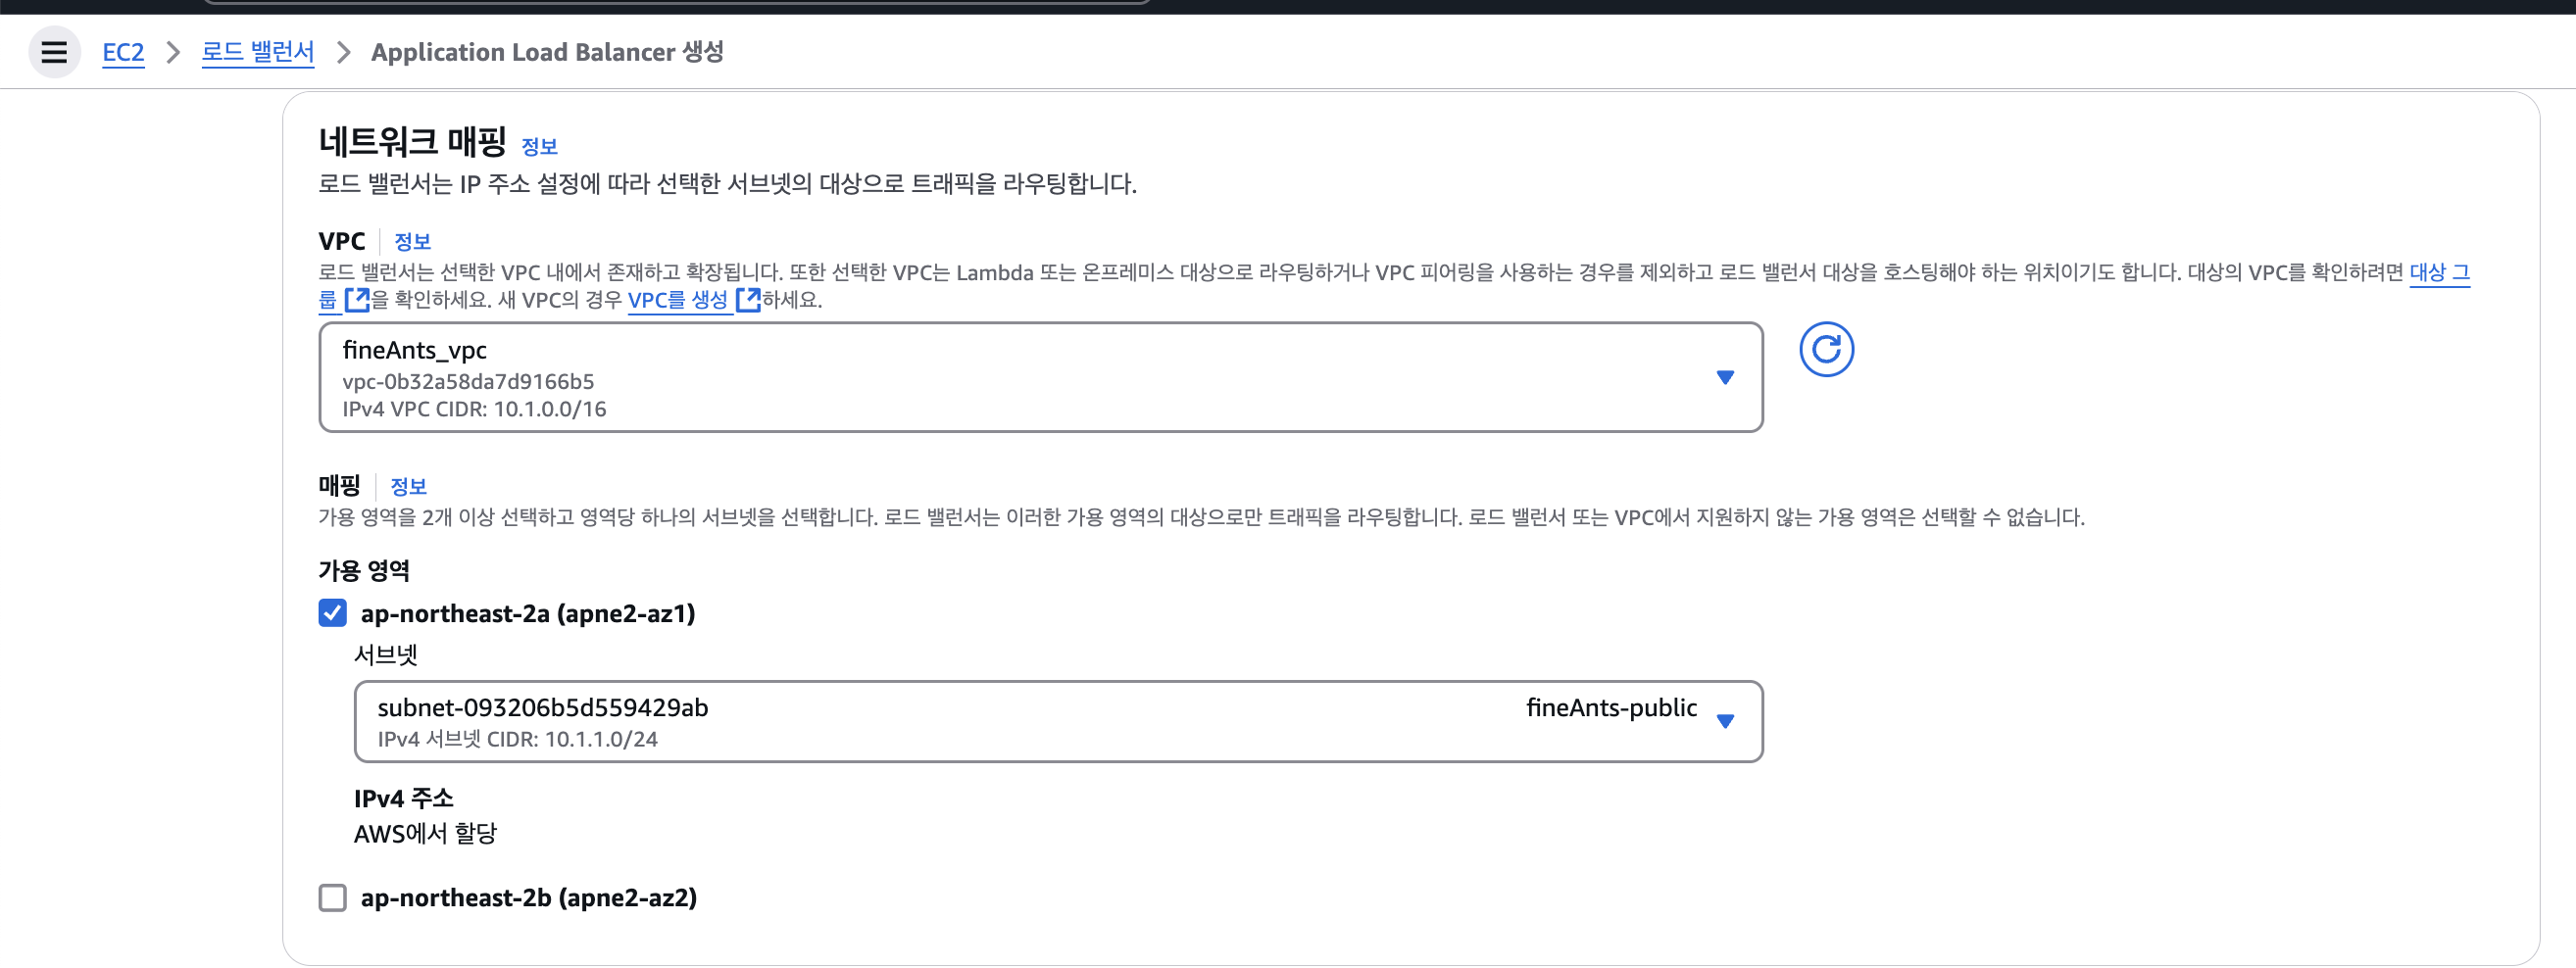 EC2 > 로드 밸런서 > Application Load Balancer 생성
네트워크 매핑 정보
로드 밸런서는 IP 주소 설정에 따라 선택한 서브넷의 대상으로 트래픽을 라우팅합니다.
VPC 정보
로드 밸런서는 선택한 VPC 내에서 존재하고 확장됩니다. 또한 선택한 VPC는 Lambda 또는 온프레미스 대상으로 라우팅하거나 VPC 피어링을 사용하는 경우를 제외하고 로드 밸런서 대상을 호스팅해야 하는 위치이기도 합니다. 대상의 VPC를 확인하려면 대상 그
룹을 확인하세요. 새 VPC의 경우 VPC를 생성하세요.
fineAnts_vpc
vpc-0b32a58da7d9166b5
IPv4 VPC CIDR: 10.1.0.0/16
매핑 정보
가용 영역을 2개 이상 선택하고 영역당 하나의 서브넷을 선택합니다. 로드 밸런서는 이러한 가용 영역의 대상으로만 트래픽을 라우팅합니다. 로드 밸런서 또는 VPC에서 지원하지 않는 가용 영역은 선택할 수 없습니다.
가용 영역
ap-northeast-2a (apne2-az1)
서브넷
subnet-093206b5d559429ab fineAnts-public
IPv4 서브넷 CIDR: 10.1.1.0/24
IPv4 주소
AWS에서 할당
ap-northeast-2b (apne2-az2)